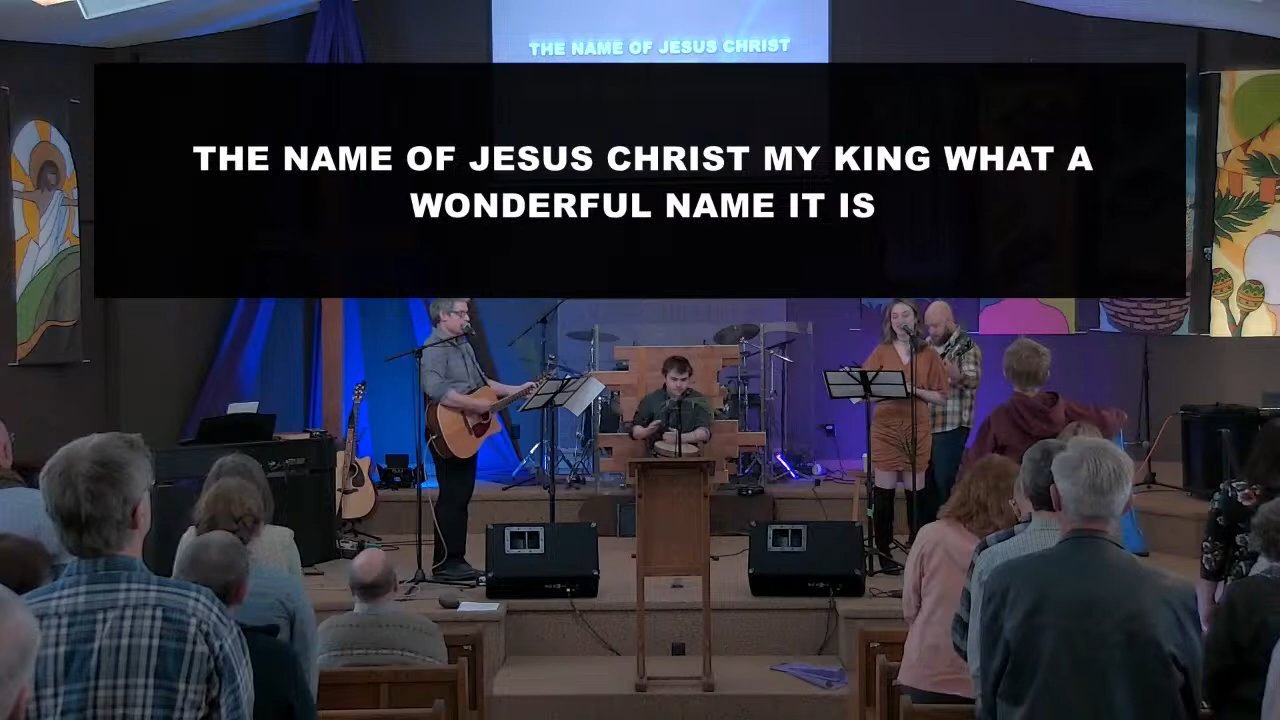 THE NAME OF JESUS CHRIST
THE NAME OF JESUS CHRIST MY KING WHAT A
WONDERFUL NAME IT IS